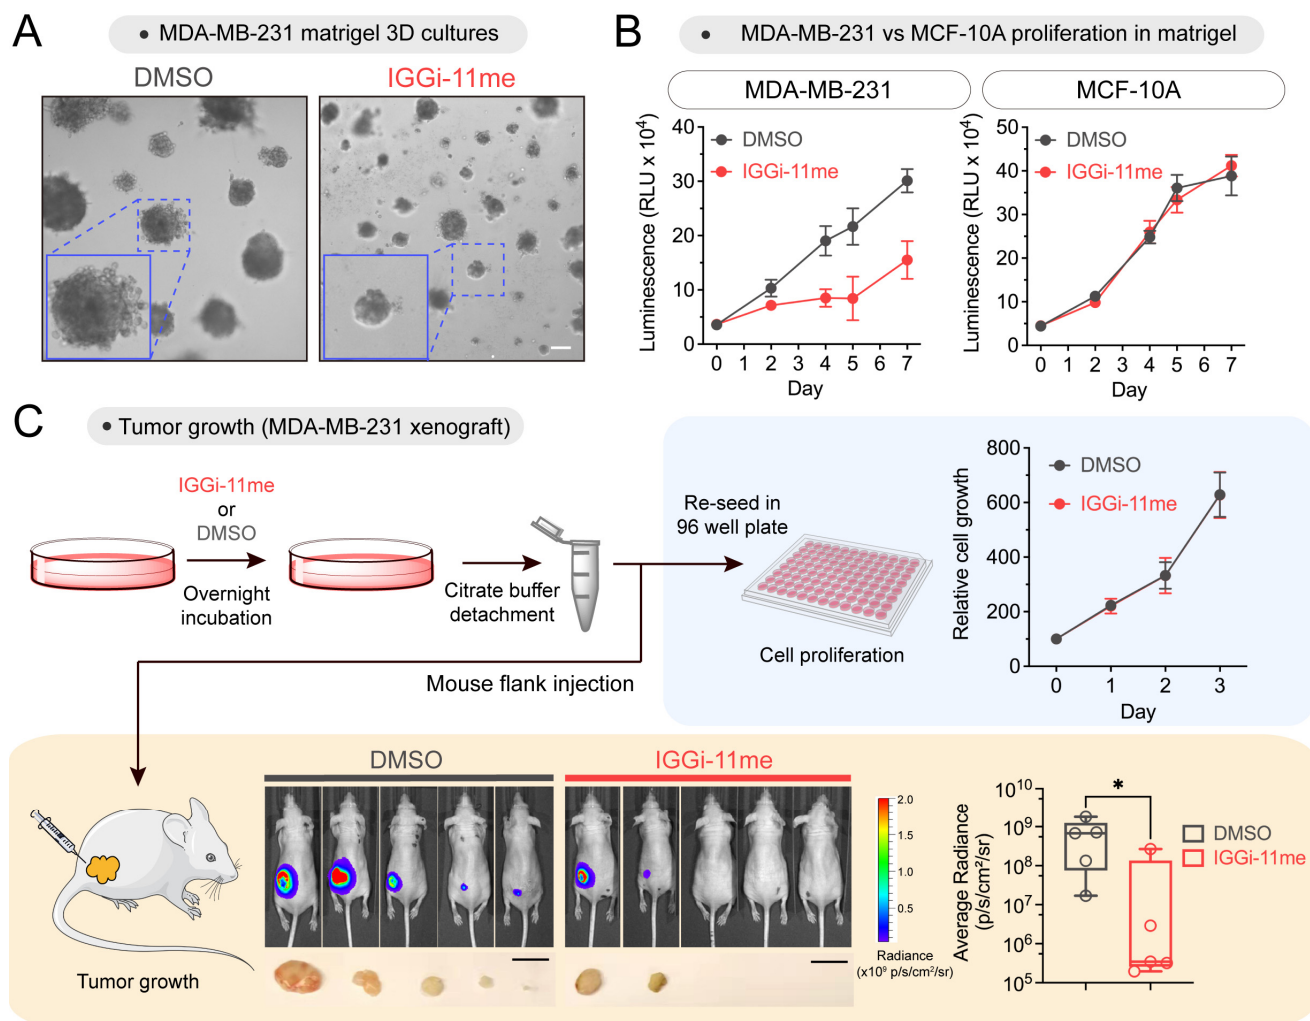 A
• MDA-MB-231 matrigel 3D cultures
DMSO
IGGi-11me
B
• MDA-MB-231 vs MCF-10A proliferation in matrigel
MDA-MB-231
Luminescence (RLU x 10⁴)
40
30
20
10
0
DMSO
IGGi-11me
0 1 2 3 4 5 6 7
Day
MCF-10A
Luminescence (RLU x 10⁴)
50
40
30
20
10
0
DMSO
IGGi-11me
0 1 2 3 4 5 6 7
Day
C
• Tumor growth (MDA-MB-231 xenograft)
IGGi-11me
or
DMSO
Overnight
incubation
Citrate buffer
detachment
Re-seed in
96 well plate
Cell proliferation
Relative cell growth
800
600
400
200
0
DMSO
IGGi-11me
0 1 2 3
Day
Mouse flank injection
Tumor growth
DMSO
IGGi-11me
2.0
1.5
1.0
0.5
Radiance
(x10⁹ p/s/cm²/sr)
Average Radiance
(p/s/cm²/sr)
10¹⁰
10⁹
10⁸
10⁷
10⁶
10⁵
*
DMSO
IGGi-11me